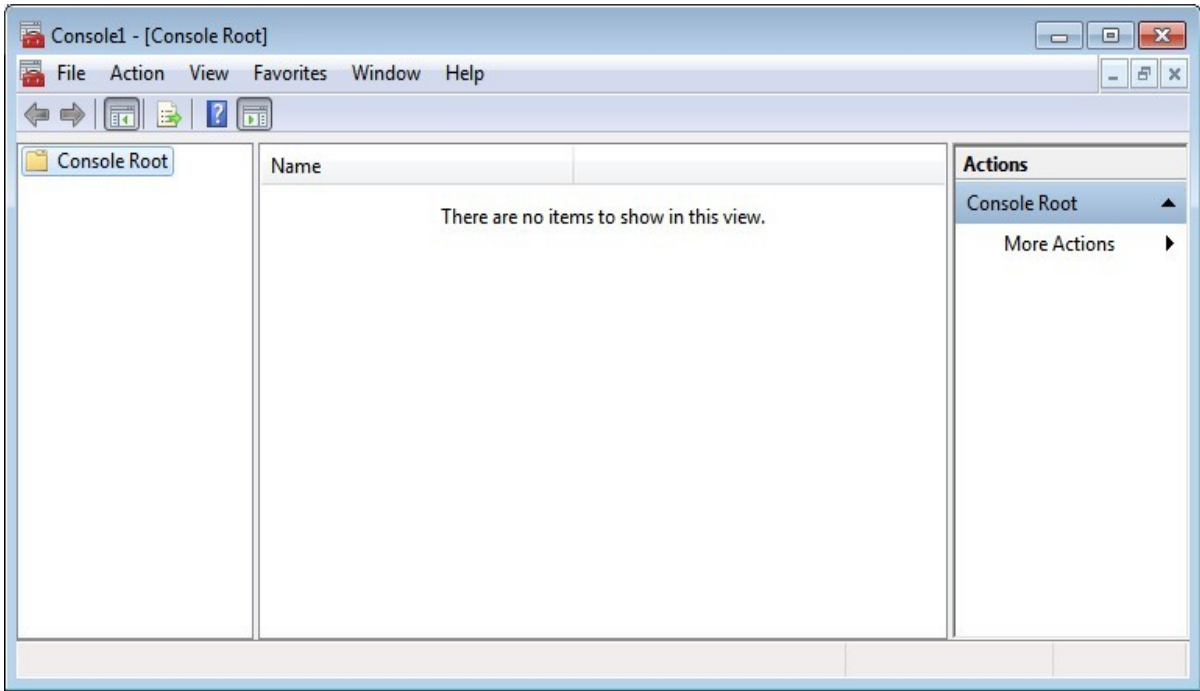 Console1 - [Console Root]
File Action View Favorites Window Help
Console Root
Name
There are no items to show in this view.
Actions
Console Root
More Actions